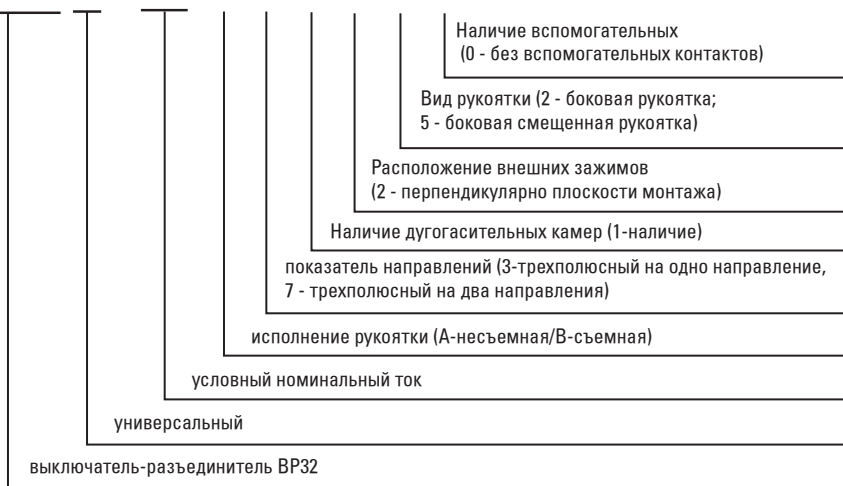 Наличие вспомогательных
(0 - без вспомогательных контактов)
Вид рукоятки (2 - боковая рукоятка;
5 - боковая смещенная рукоятка)
Расположение внешних зажимов
(2 - перпендикулярно плоскости монтажа)
Наличие дугогасительных камер (1-наличие)
показатель направлений (3-трехполюсный на одно направление,
7 - трехполюсный на два направления)
исполнение рукоятки (А-несъемная/В-съемная)
условный номинальный ток
универсальный
выключатель-разъединитель ВР32